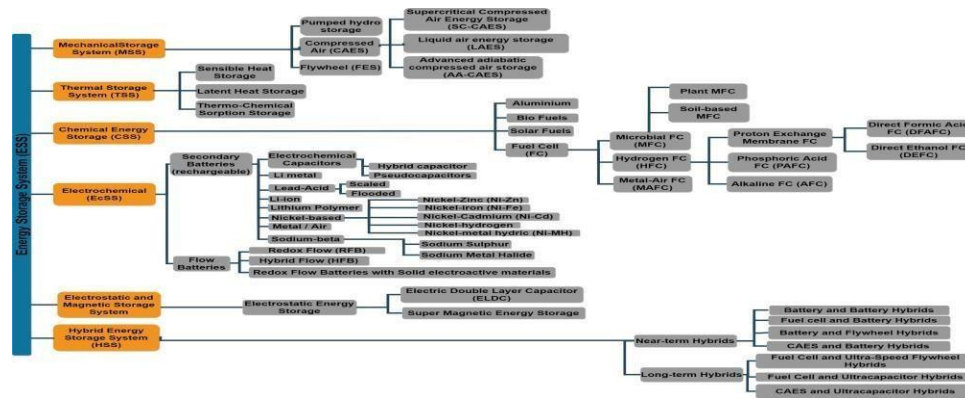 Energy Storage System (ESS)
MechanicalStorage
System (MSS)
Pumped hydro
storage
Compressed
Air (CAES)
Flywheel (FES)
Supercritical Compressed
Air Energy Storage
(SC-CAES)
Liquid air energy storage
(LAES)
Advanced adiabatic
compressed air storage
(AA-CAES)
Thermal Storage
System (TSS)
Sensible Heat
Storage
Latent Heat Storage
Thermo-Chemical
Sorption Storage
Chemical Energy
Storage (CSS)
Aluminium
Bio Fuels
Solar Fuels
Fuel Cell
(FC)
Microbial FC
(MFC)
Hydrogen FC
(HFC)
Metal-Air FC
(MAFC)
Plant MFC
Soil-based
MFC
Proton Exchange
Membrane FC
Phosphoric Acid
FC (PAFC)
Alkaline FC (AFC)
Direct Formic Acid
FC (DFAFC)
Direct Ethanol FC
(DEFC)
Electrochemical
(EcSS)
Secondary
Batteries
(rechargeable)
Electrochemical
Capacitors
Hybrid capacitor
Pseudocapacitors
LI metal
Lead-Acid
Scaled
Flooded
Li-ion
Lithium Polymer
Nickel-based
Nickel-Zinc (Ni-Zn)
Nickel-Iron (Ni-Fe)
Nickel-Cadmium (Ni-Cd)
Nickel-hydrogen
Nickel-metal hydric (Ni-MH)
Metal / Air
Sodium-beta
Sodium Sulphur
Sodium Metal Halide
Flow
Batteries
Redox Flow (RFB)
Hybrid Flow (HFB)
Redox Flow Batteries with Solid electroactive materials
Electrostatic and
Magnetic Storage
System
Electrostatic Energy
Storage
Electric Double Layer Capacitor
(ELDC)
Super Magnetic Energy Storage
Hybrid Energy
Storage System
(HSS)
Near-term Hybrids
Battery and Battery Hybrids
Fuel cell and Battery Hybrids
Battery and Flywheel Hybrids
CAES and Battery Hybrids
Long-term Hybrids
Fuel Cell and Ultra-Speed Flywheel
Hybrids
Fuel Cell and Ultracapacitor Hybrids
CAES and Ultracapacitor Hybrids